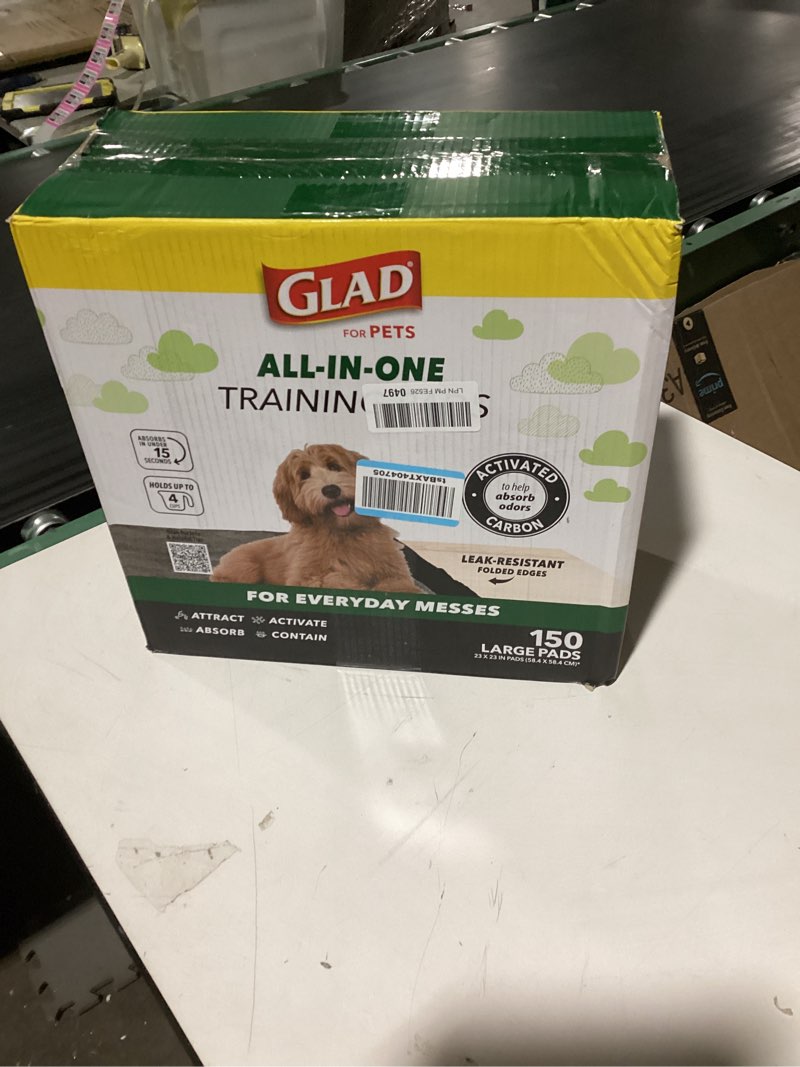 GLAD®
FOR PETS
ALL-IN-ONE
TRAINING S
LPN PM FE526 0497
ABSORBS
IN UNDER
15
SECONDS
HOLDS UP TO
4
CUPS
tsBAXT404705
ACTIVATED
to help
absorb
odors
CARBON
LEAK-RESISTANT
FOLDED EDGES
FOR EVERYDAY MESSES
ATTRACT ACTIVATE
ABSORB CONTAIN
150
LARGE PADS
23 X 23 IN PADS (58.4 X 58.4 CM)*
prime